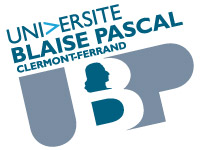 UNIVERSITE
BLAISE PASCAL
CLERMONT-FERRAND
UBP